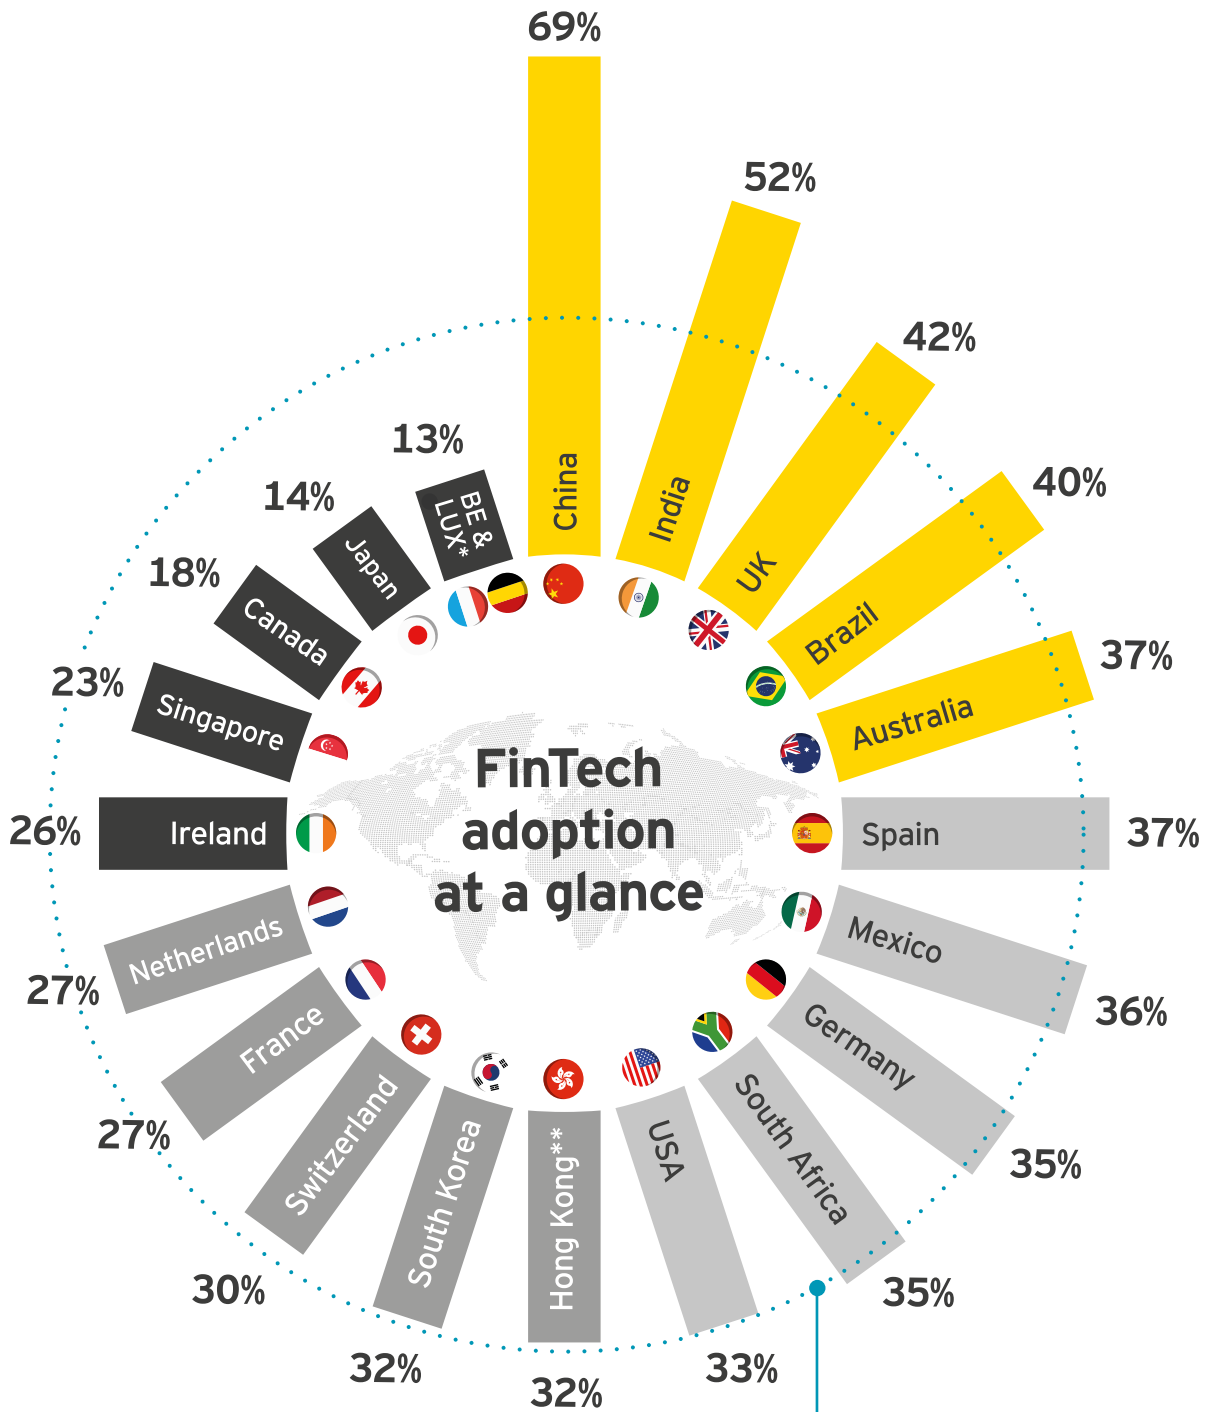 FinTech
adoption
at a glance
69%
China
52%
India
42%
UK
40%
Brazil
37%
Australia
37%
Spain
36%
Mexico
35%
Germany
35%
South Africa
33%
USA
32%
Hong Kong**
32%
South Korea
30%
Switzerland
27%
France
27%
Netherlands
26%
Ireland
23%
Singapore
18%
Canada
14%
Japan
13%
BE &
LUX*